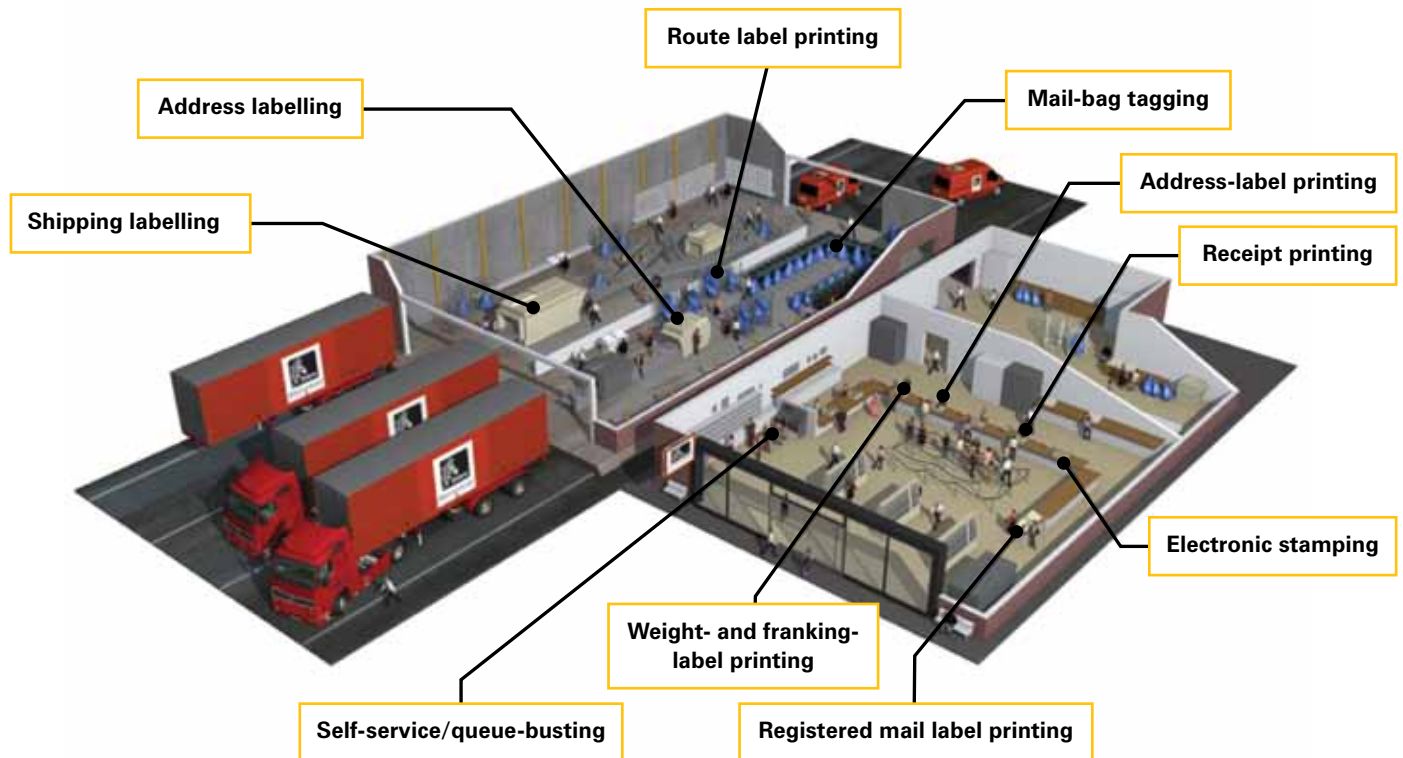 Route label printing
Address labelling
Mail-bag tagging
Address-label printing
Shipping labelling
Receipt printing
Electronic stamping
Weight- and franking-
label printing
Self-service/queue-busting
Registered mail label printing